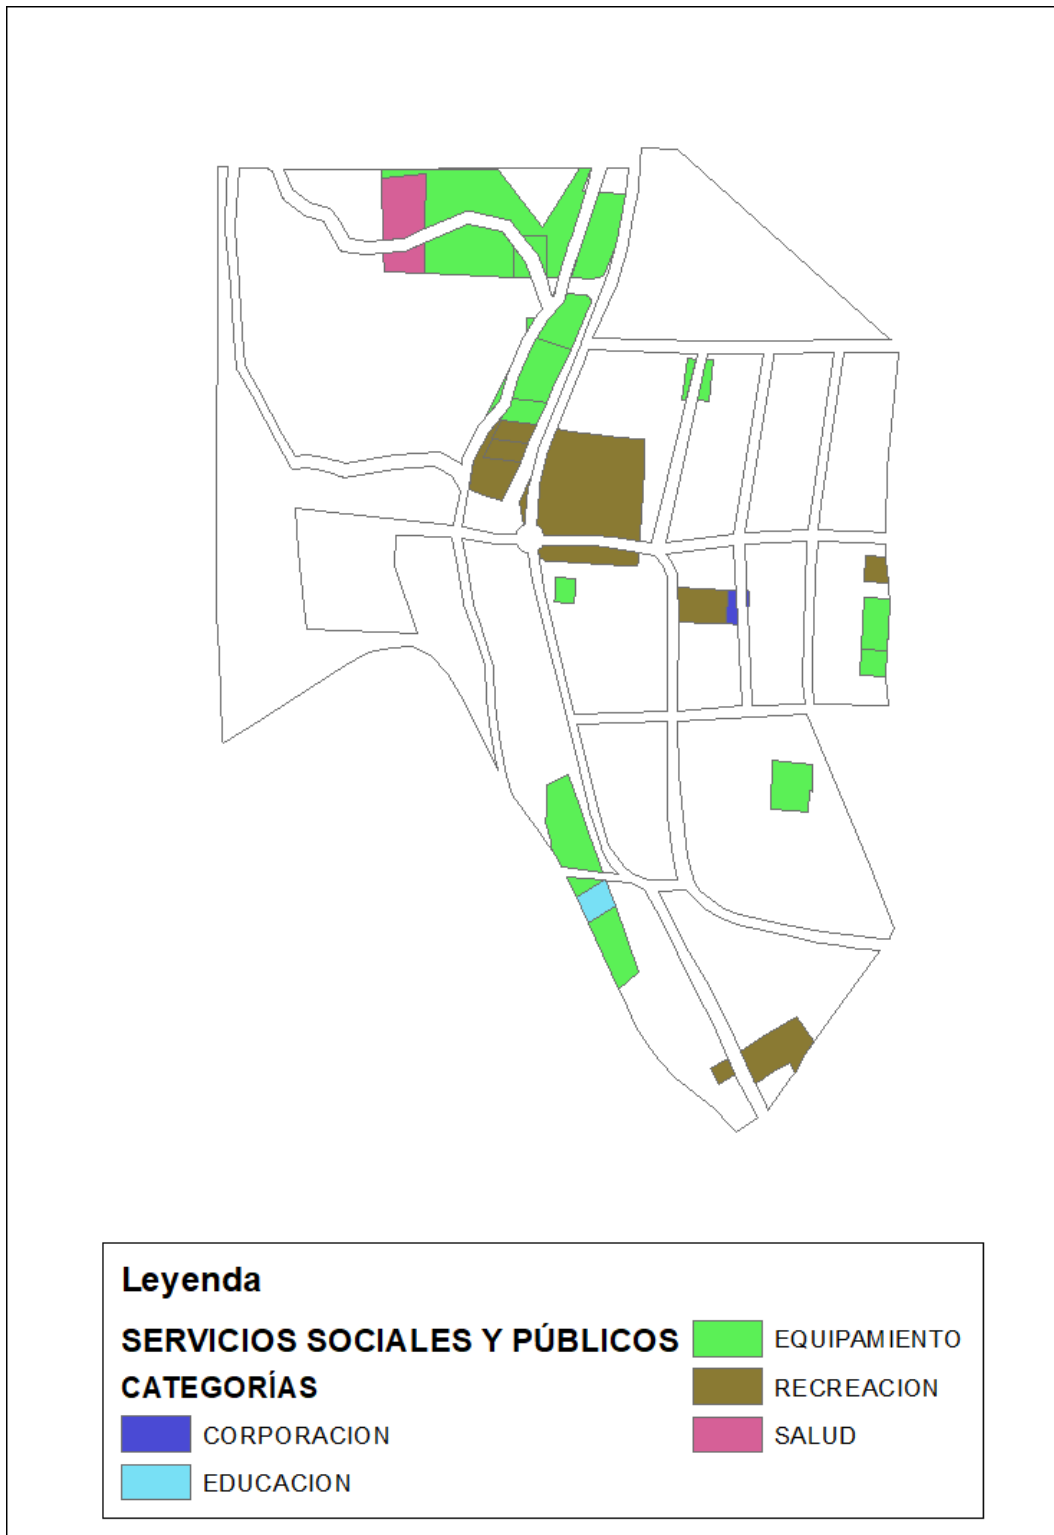 Leyenda
SERVICIOS SOCIALES Y PÚBLICOS
CATEGORÍAS
CORPORACION
EDUCACION
EQUIPAMIENTO
RECREACION
SALUD